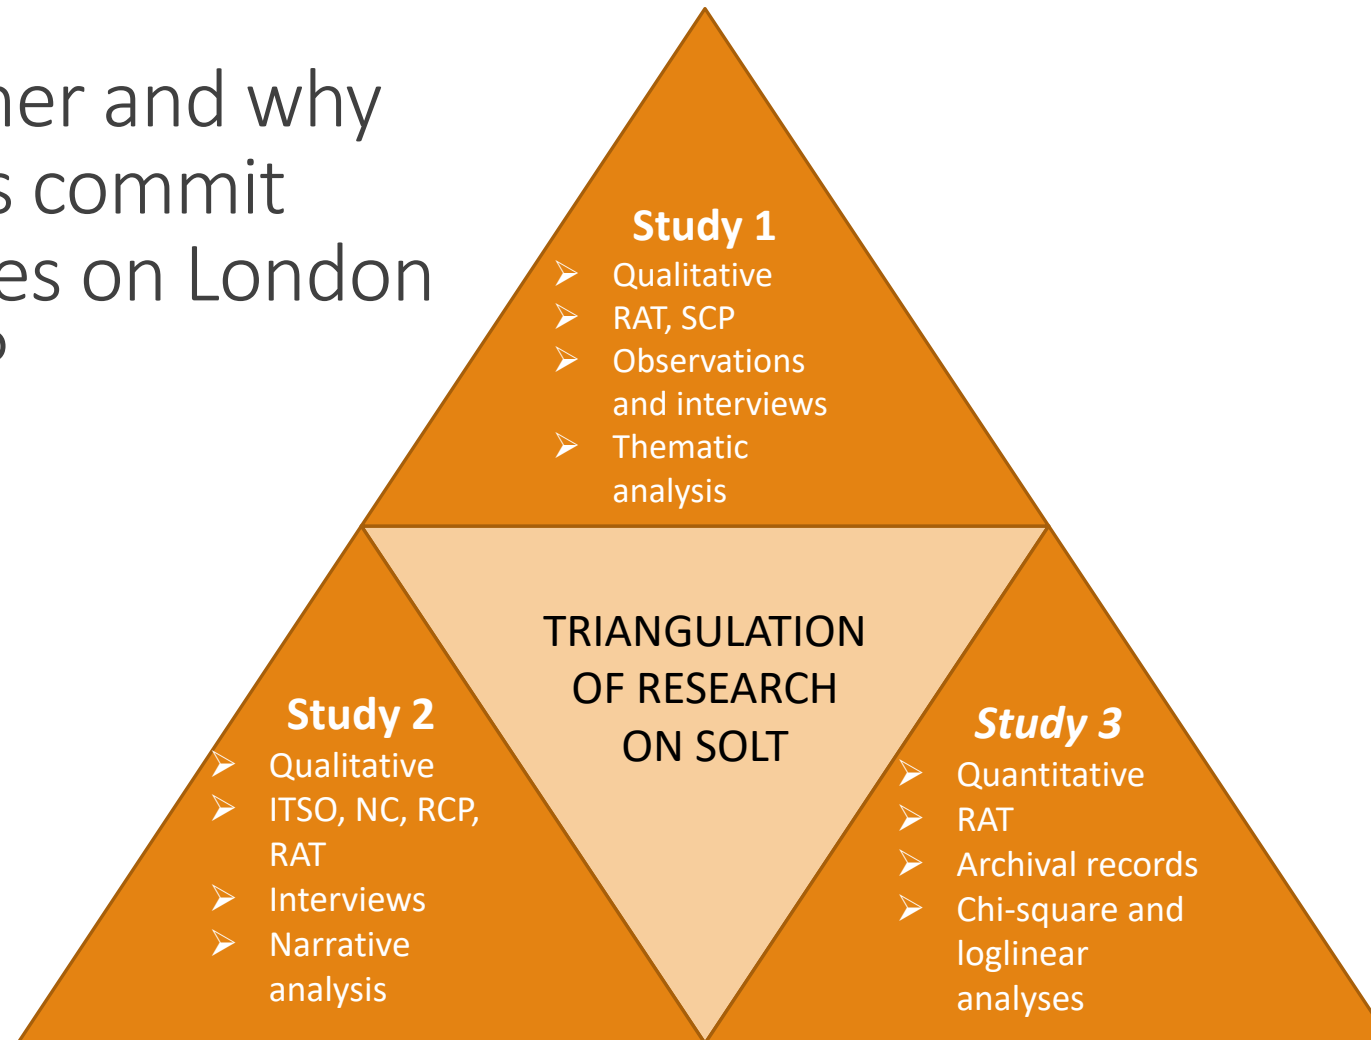 and why
commit
on London
Study 1
➢ Qualitative
➢ RAT, SCP
➢ Observations
and interviews
➢ Thematic
analysis
TRIANGULATION
OF RESEARCH
ON SOLT
Study 2
➢ Qualitative
➢ ITSO, NC, RCP,
RAT
➢ Interviews
➢ Narrative
analysis
Study 3
➢ Quantitative
➢ RAT
➢ Archival records
➢ Chi-square and
loglinear
analyses